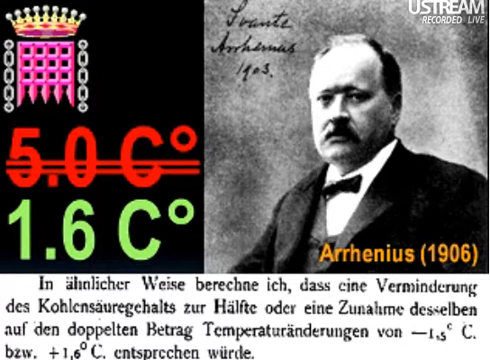 USTREAM
RECORDED LIVE
Svante
Arrhenius
1903.
5.0 C°
1.6 C°
Arrhenius (1906)
In ähnlicher Weise berechne ich, dass eine Verminderung
des Kohlensäuregehalts zur Hälfte oder eine Zunahme desselben
auf den doppelten Betrag Temperaturänderungen von —1,5° C.
bzw. +1,6° C. entsprechen würde.